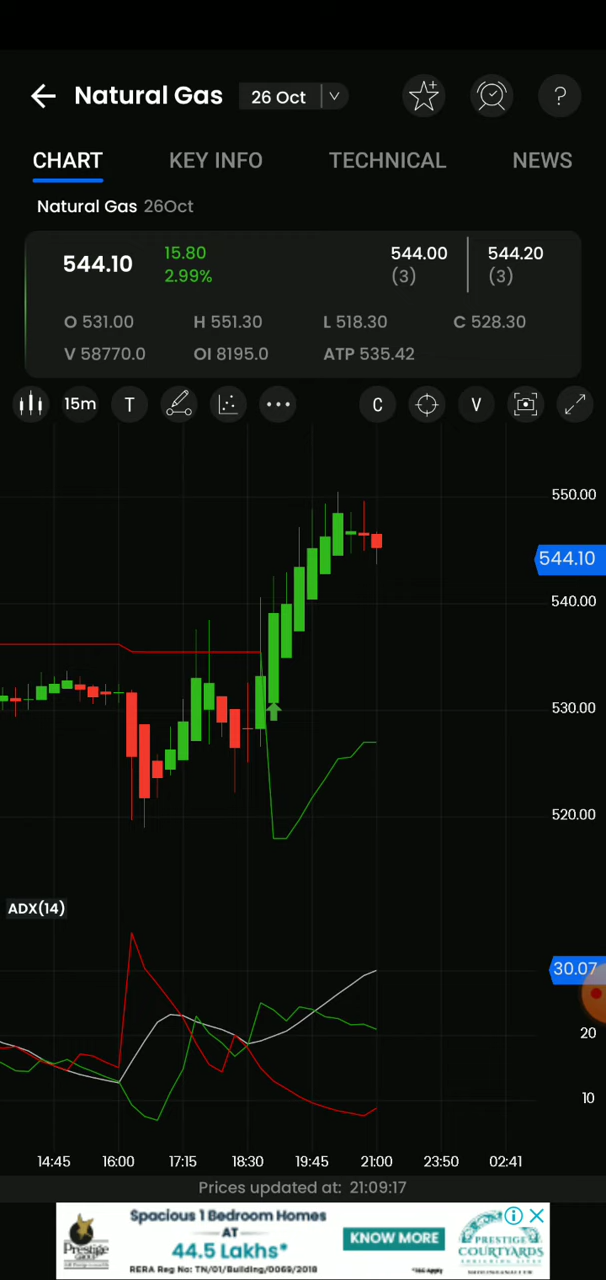 Natural Gas 26 Oct ?
CHART KEY INFO TECHNICAL NEWS
Natural Gas 26Oct
544.10 15.80 2.99% 544.00 (3) 544.20 (3)
O 531.00 H 551.30 L 518.30 C 528.30
V 58770.0 OI 8195.0 ATP 535.42
15m T C V
550.00
544.10
540.00
530.00
520.00
ADX(14)
30.07
20
10
14:45 16:00 17:15 18:30 19:45 21:00 23:50 02:41
Prices updated at: 21:09:17
Prestige
Spacious 1 Bedroom Homes
AT
44.5 Lakhs*
RERA Reg No: TN/01/Building/0069/2018
KNOW MORE
*T&C Apply
PRESTIGE
COURTYARDS